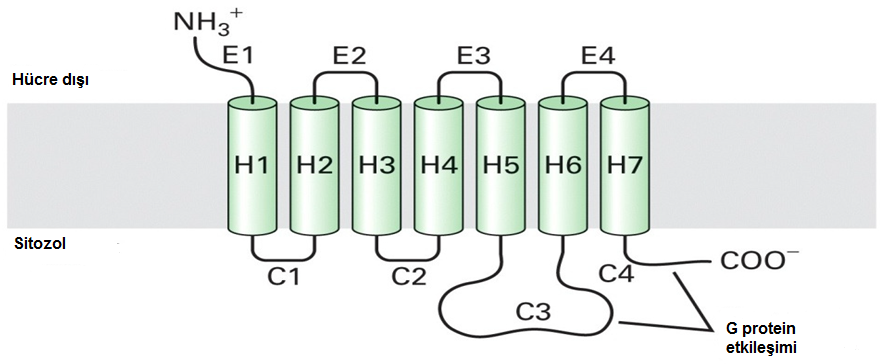 NH₃⁺
E1
E2
E3
E4
Hücre dışı
H1
H2
H3
H4
H5
H6
H7
Sitozol
C1
C2
C3
C4
COO⁻
G protein
etkileşimi